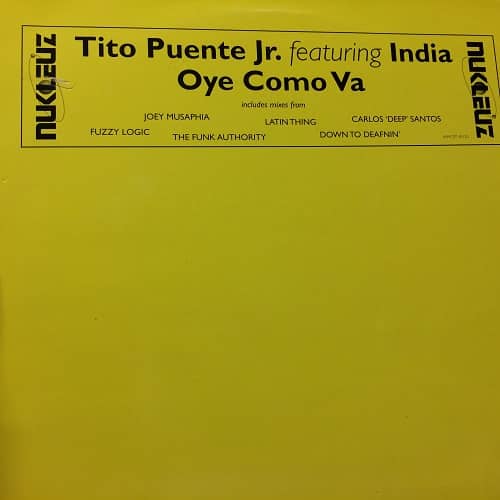 NUKLEUZ
Tito Puente Jr. featuring India
Oye Como Va
includes mixes from
JOEY MUSAPHIA LATIN THING CARLOS 'DEEP' SANTOS
FUZZY LOGIC THE FUNK AUTHORITY DOWN TO DEAFNIN'
NUKLEUZ